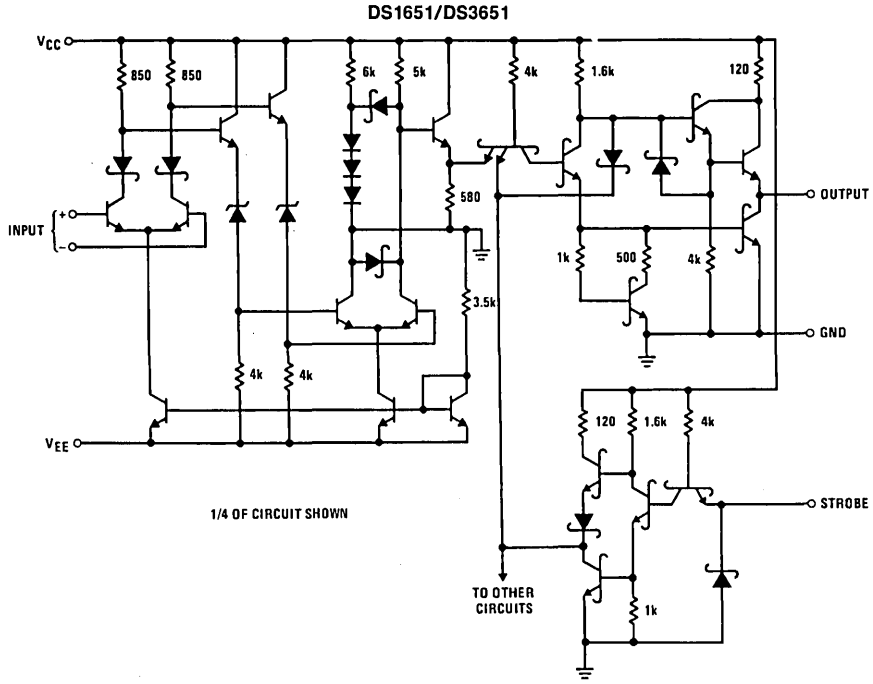 DS1651/DS3651
VCC
850
850
6k
5k
4k
1.6k
120
580
INPUT
+
−
OUTPUT
1k
500
4k
3.5k
GND
4k
4k
VEE
120
1.6k
4k
STROBE
1/4 OF CIRCUIT SHOWN
TO OTHER
CIRCUITS
1k